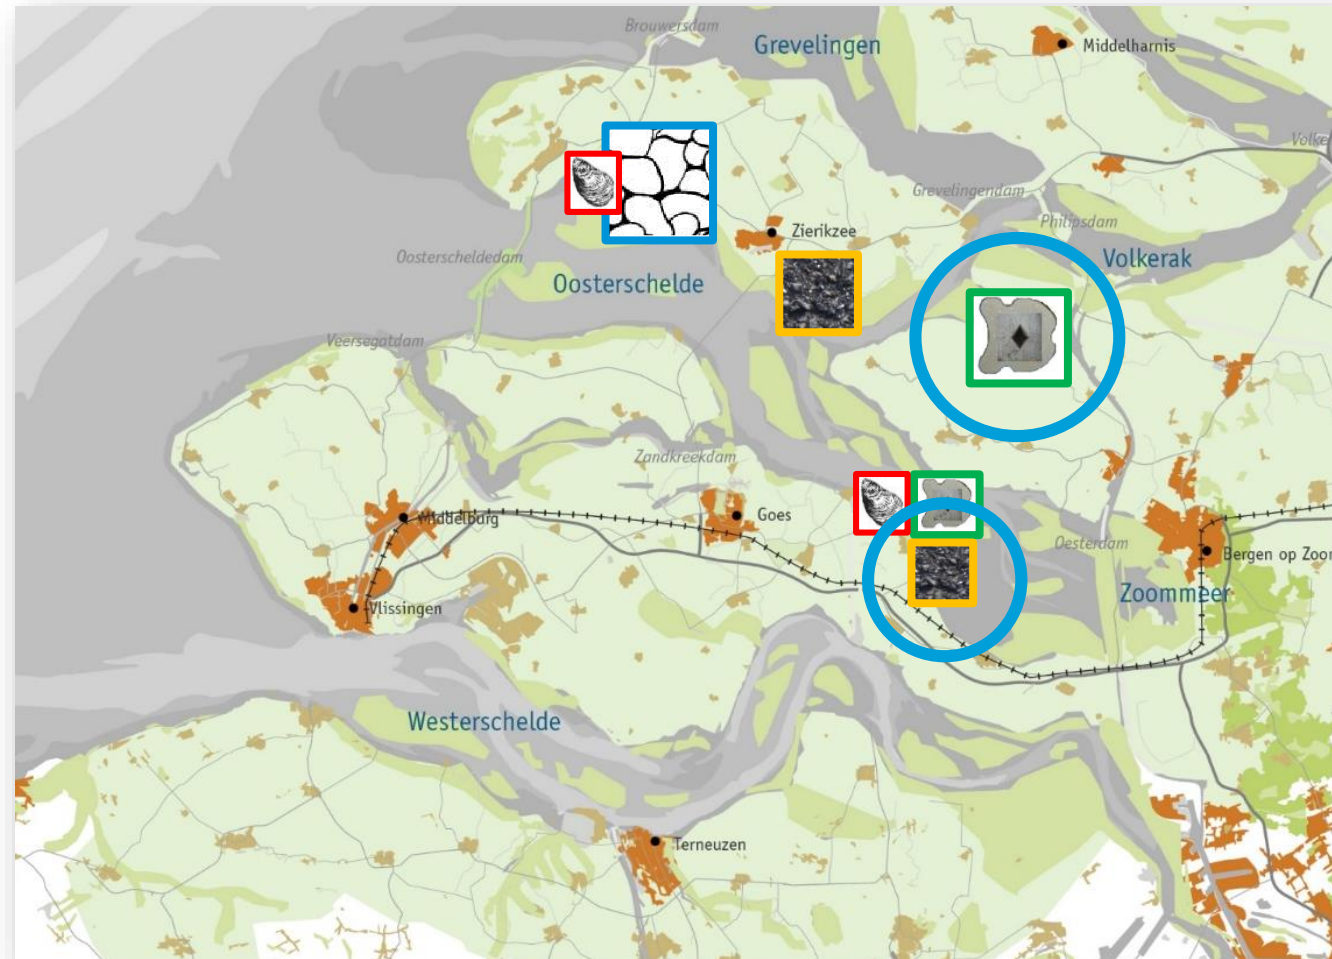 Brouwersdam
Grevelingen
Middelharnis
Volke
Grevelingendam
Philipsdam
Zierikzee
Oosterscheldedam
Volkerak
Oosterschelde
Veersegatdam
Zandkreekdam
Middelburg
Goes
Oesterdam
Bergen op Zoom
Zoommeer
Vlissingen
Westerschelde
Terneuzen